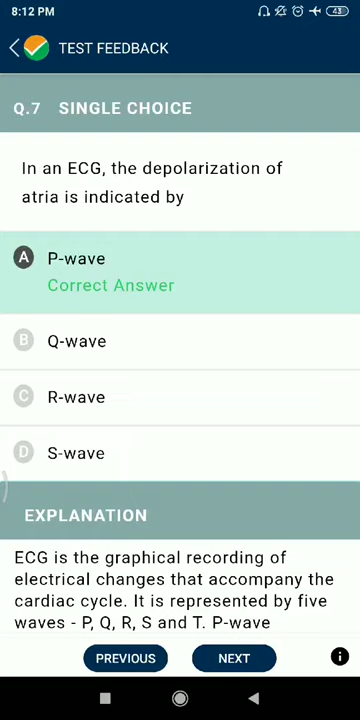 8:12 PM
43
TEST FEEDBACK
Q.7 SINGLE CHOICE
In an ECG, the depolarization of
atria is indicated by
A P-wave
Correct Answer
B Q-wave
C R-wave
D S-wave
EXPLANATION
ECG is the graphical recording of
electrical changes that accompany the
cardiac cycle. It is represented by five
waves - P, Q, R, S and T. P-wave
PREVIOUS NEXT